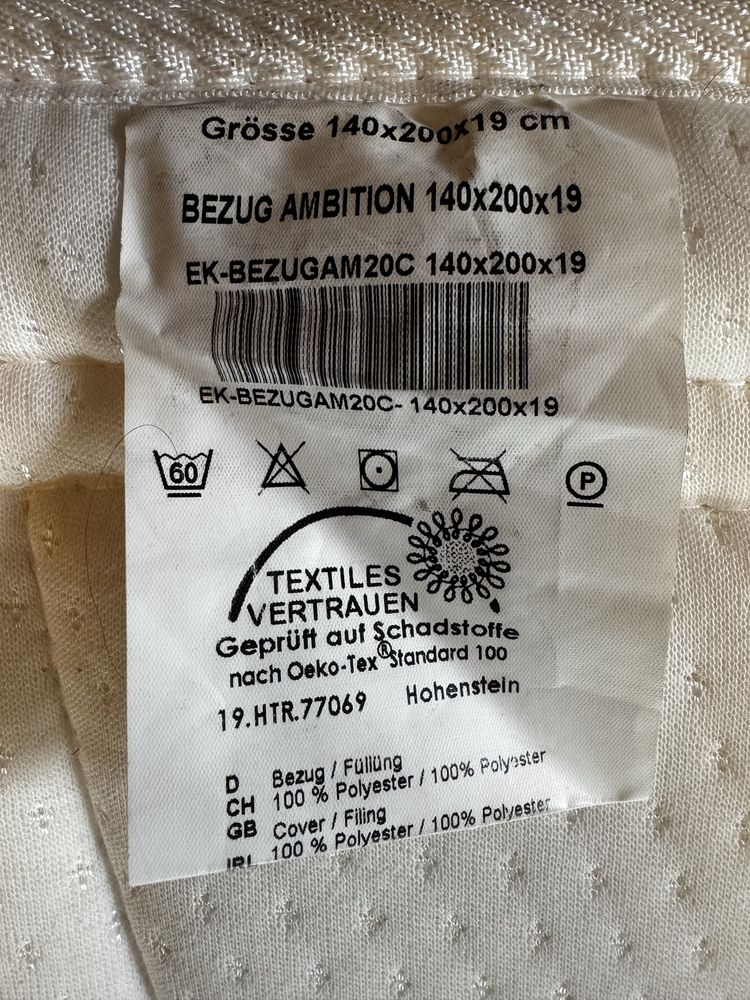 Grösse 140x200x19 cm
BEZUG AMBITION 140x200x19
EK-BEZUGAM20C 140x200x19
EK-BEZUGAM20C- 140x200x19
60
P
TEXTILES
VERTRAUEN
Geprüft auf Schadstoffe
nach Oeko-Tex® Standard 100
19.HTR.77069 Hohenstein
D Bezug / Füllüng
CH 100 % Polyester / 100% Polyester
GB Cover / Filing
IRL 100 % Polyester / 100% Polyester